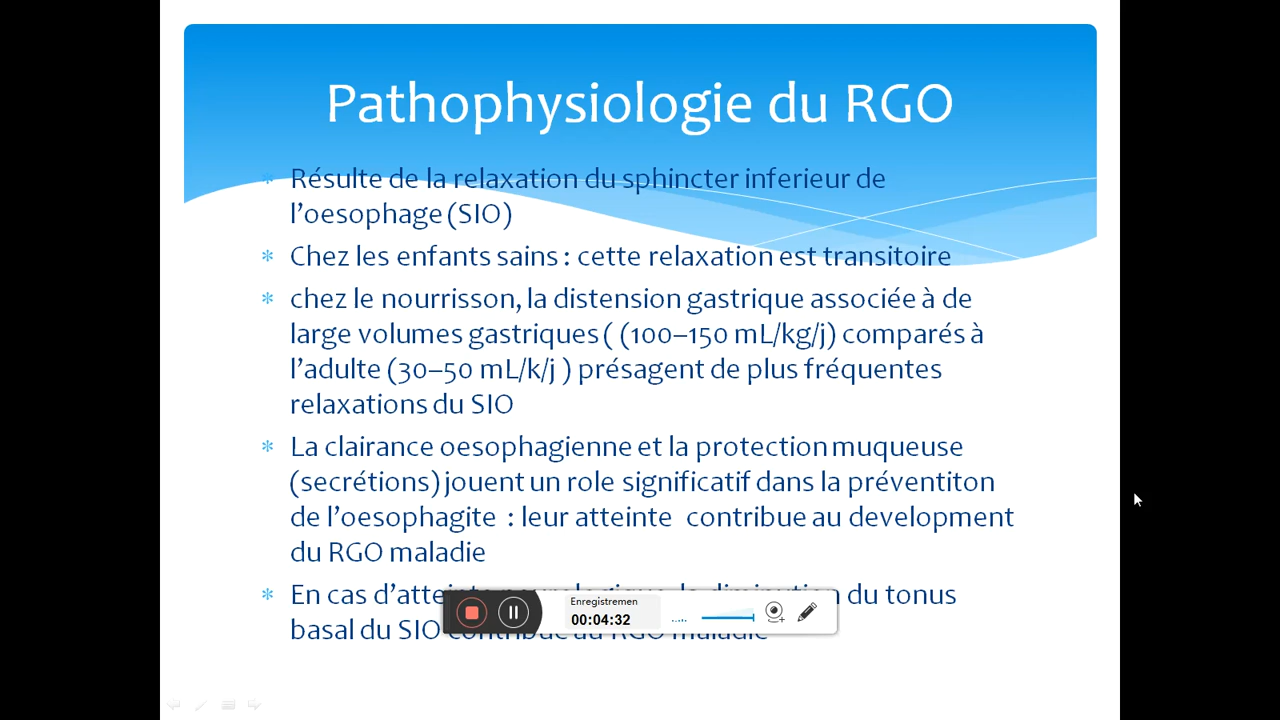 Pathophysiologie du RGO
* Résulte de la relaxation du sphincter inferieur de
l'oesophage (SIO)
* Chez les enfants sains : cette relaxation est transitoire
* chez le nourrisson, la distension gastrique associée à de
large volumes gastriques ( (100–150 mL/kg/j) comparés à
l'adulte (30–50 mL/k/j ) présagent de plus fréquentes
relaxations du SIO
* La clairance oesophagienne et la protection muqueuse
(secrétions) jouent un role significatif dans la préventiton
de l'oesophagite : leur atteinte contribue au development
du RGO maladie
* En cas d'atteinte la diminution du tonus
basal du SIO contribue au RGO maladie
Enregistremen
00:04:32